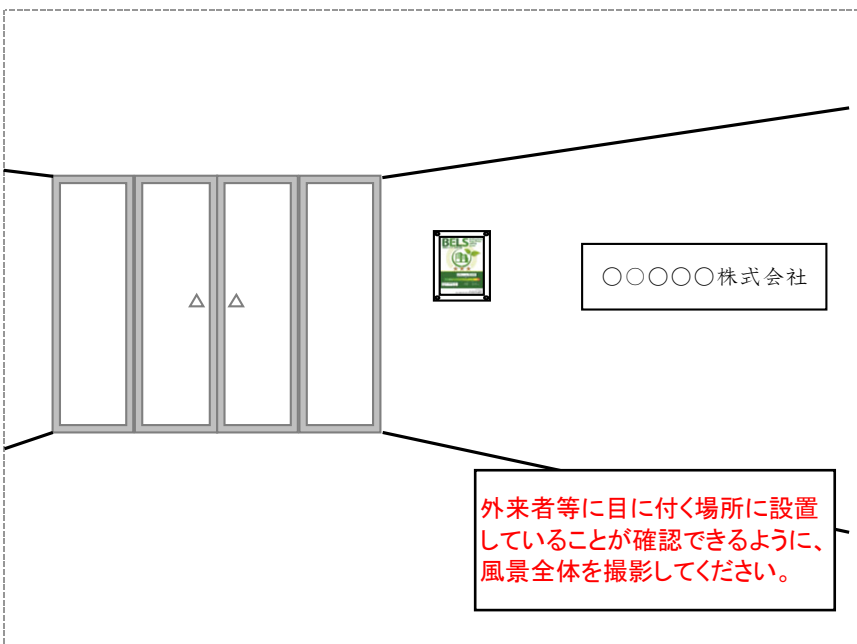 BELS
○○○○○株式会社
外来者等に目に付く場所に設置
していることが確認できるように、
風景全体を撮影してください。